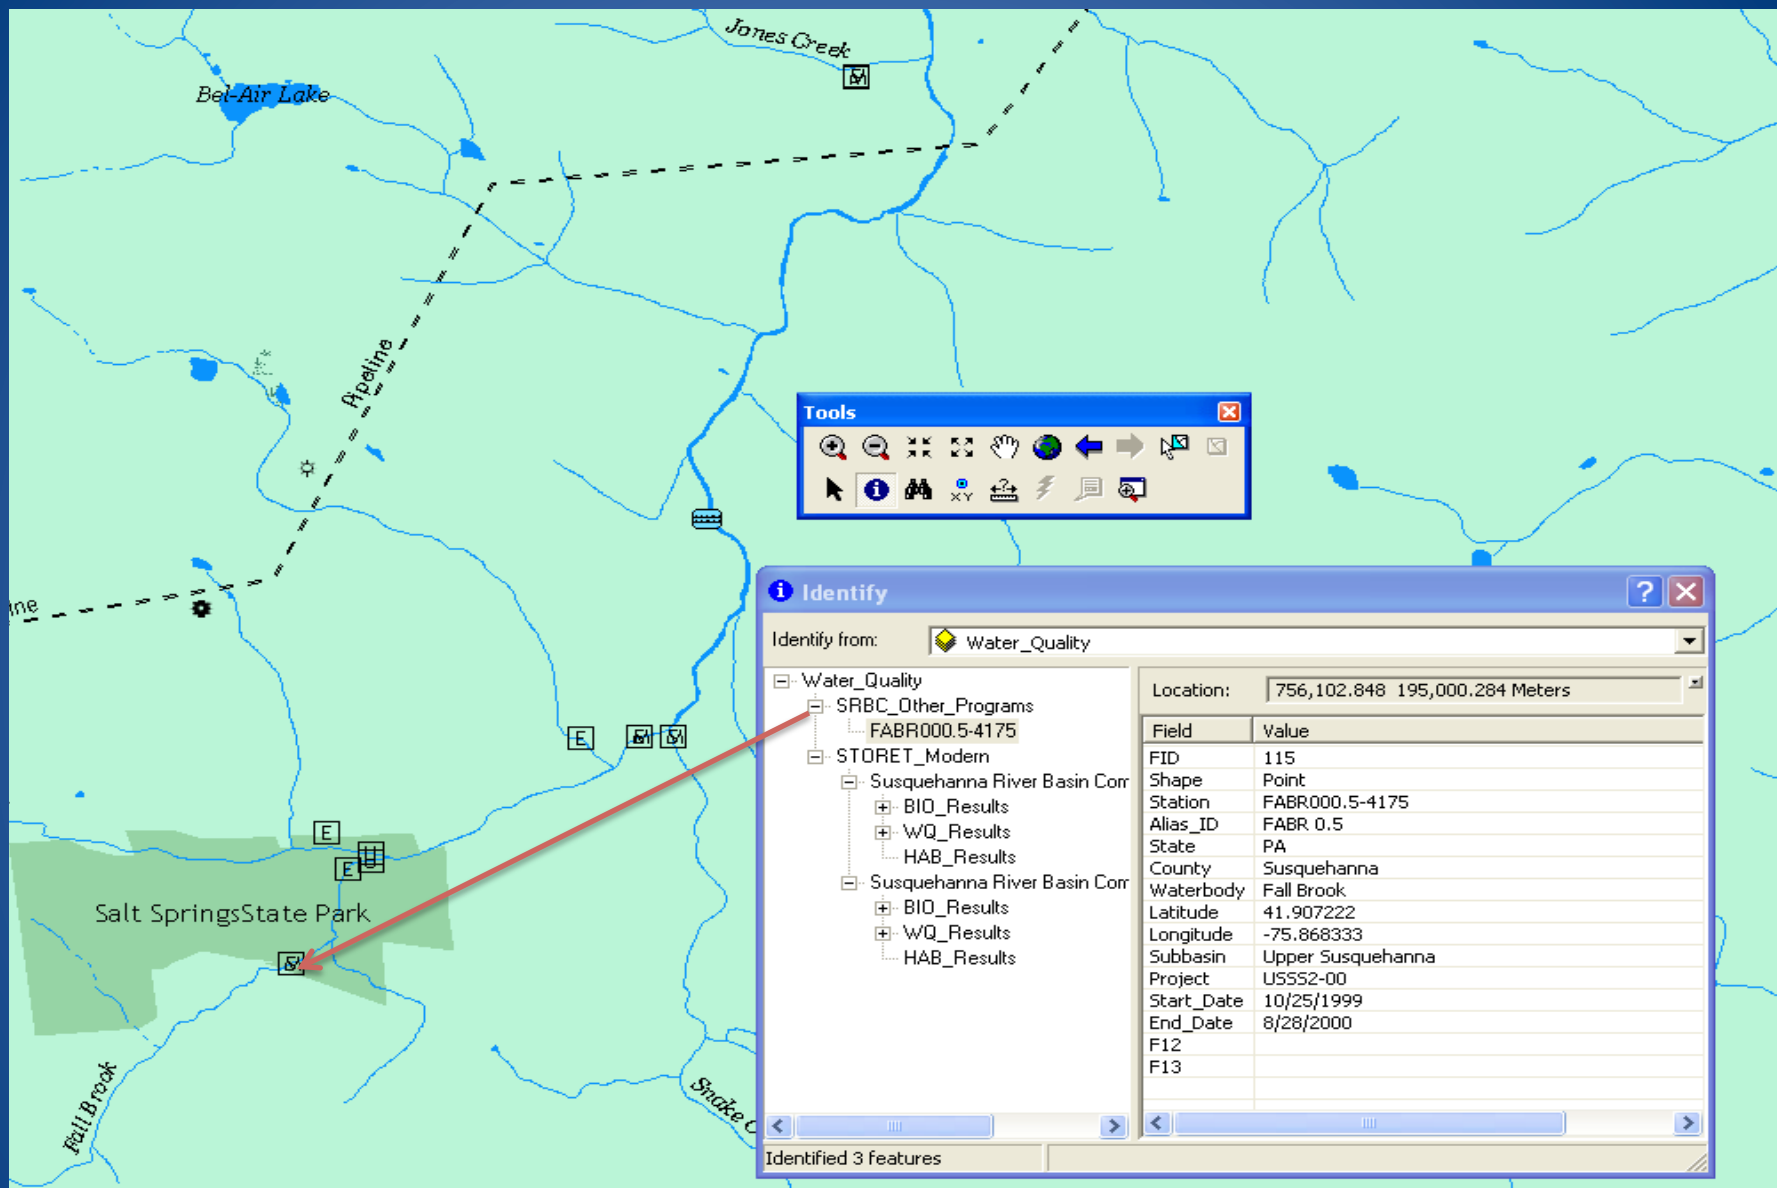 Jones Creek
Bel-Air Lake
Pipeline
ine
Tools
XY
Identify
Identify from:
Water_Quality
Water_Quality
SRBC_Other_Programs
FABR000.5-4175
STORET_Modern
Susquehanna River Basin Com
BIO_Results
WQ_Results
HAB_Results
Susquehanna River Basin Com
BIO_Results
WQ_Results
HAB_Results
Location: 756,102.848 195,000.284 Meters
Field Value
FID 115
Shape Point
Station FABR000.5-4175
Alias_ID FABR 0.5
State PA
County Susquehanna
Waterbody Fall Brook
Latitude 41.907222
Longitude -75.868333
Subbasin Upper Susquehanna
Project USSS2-00
Start_Date 10/25/1999
End_Date 8/28/2000
F12
F13
Identified 3 features
E
E
E
Salt SpringsState Park
Fall Brook
Snake C